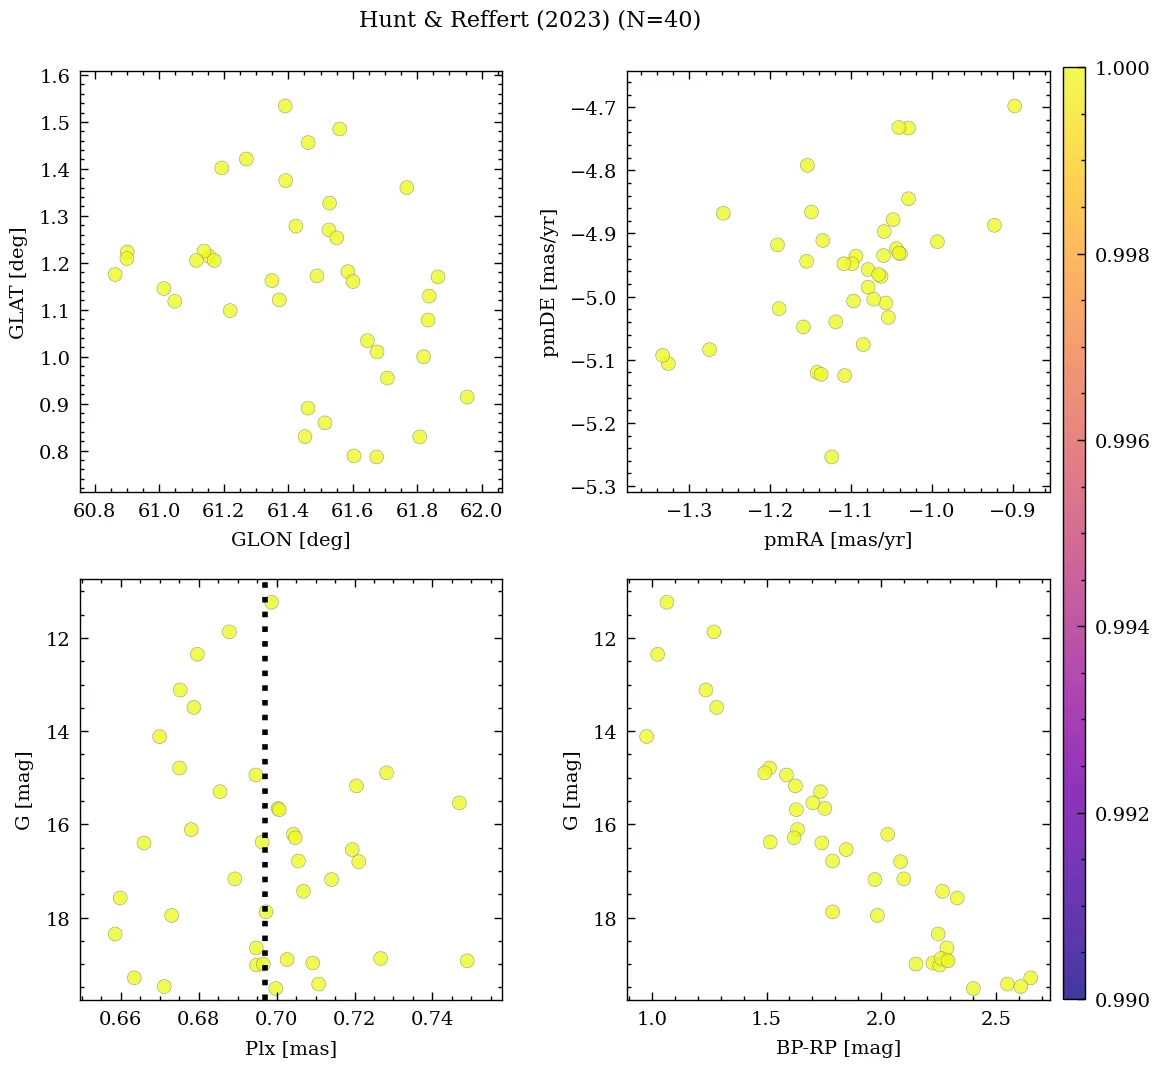 Hunt & Reffert (2023) (N=40)
1.6
1.5
1.4
1.3
1.2
1.1
1.0
0.9
0.8
GLAT [deg]
60.8 61.0 61.2 61.4 61.6 61.8 62.0
GLON [deg]
−4.7
−4.8
−4.9
−5.0
−5.1
−5.2
−5.3
pmDE [mas/yr]
−1.3 −1.2 −1.1 −1.0 −0.9
pmRA [mas/yr]
12
14
16
18
G [mag]
0.66 0.68 0.70 0.72 0.74
Plx [mas]
12
14
16
18
G [mag]
1.0 1.5 2.0 2.5
BP-RP [mag]
1.000
0.998
0.996
0.994
0.992
0.990